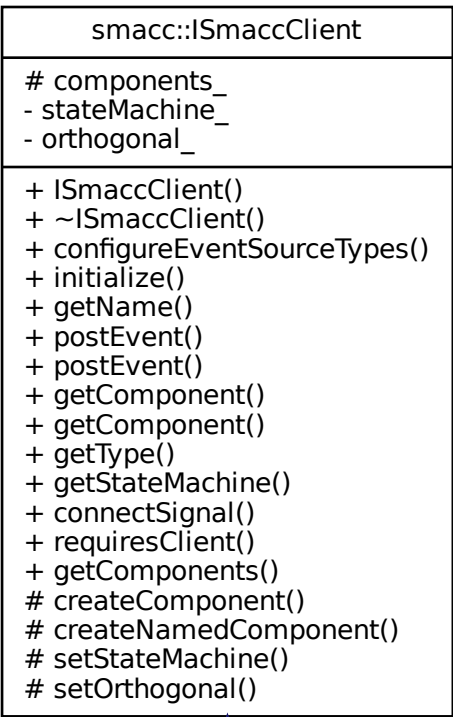 smacc::ISmaccClient
# components_
- stateMachine_
- orthogonal_
+ ISmaccClient()
+ ~ISmaccClient()
+ configureEventSourceTypes()
+ initialize()
+ getName()
+ postEvent()
+ postEvent()
+ getComponent()
+ getComponent()
+ getType()
+ getStateMachine()
+ connectSignal()
+ requiresClient()
+ getComponents()
# createComponent()
# createNamedComponent()
# setStateMachine()
# setOrthogonal()